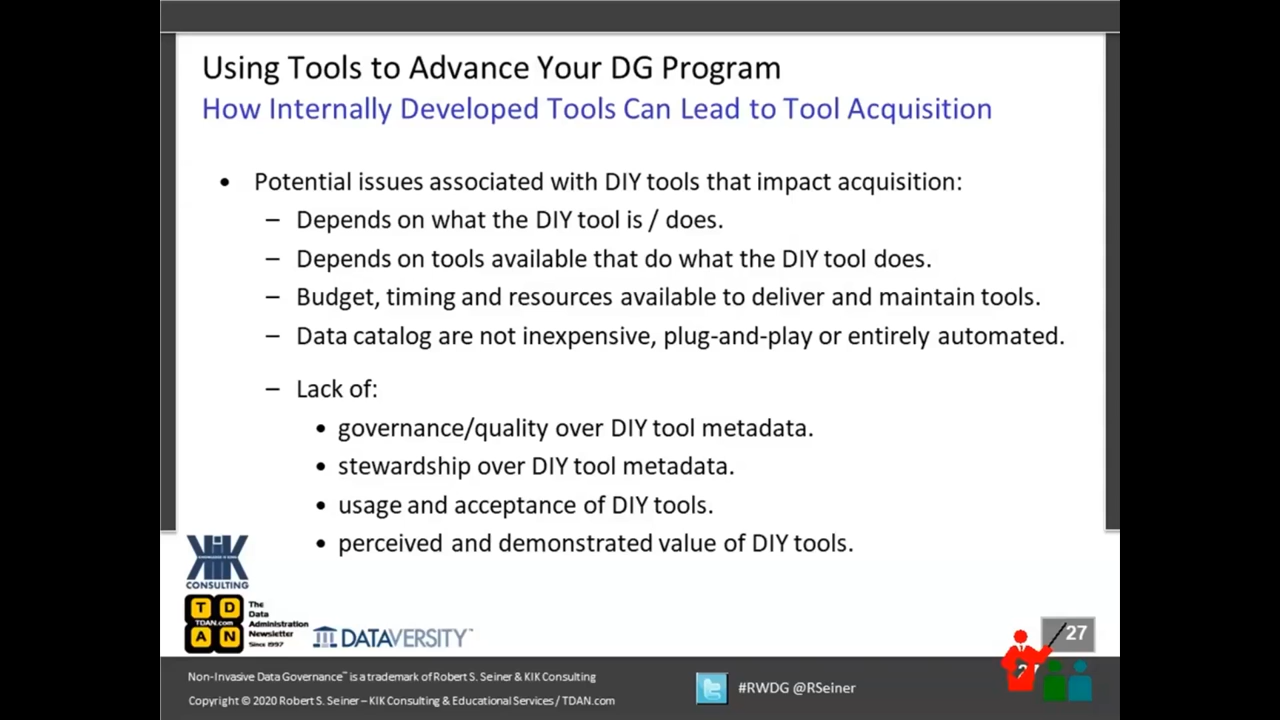 Using Tools to Advance Your DG Program
How Internally Developed Tools Can Lead to Tool Acquisition
• Potential issues associated with DIY tools that impact acquisition:
– Depends on what the DIY tool is / does.
– Depends on tools available that do what the DIY tool does.
– Budget, timing and resources available to deliver and maintain tools.
– Data catalog are not inexpensive, plug-and-play or entirely automated.
– Lack of:
• governance/quality over DIY tool metadata.
• stewardship over DIY tool metadata.
• usage and acceptance of DIY tools.
• perceived and demonstrated value of DIY tools.
KIK
CONSULTING
T D
TDAN.com
A N
The
Data
Administration
Newsletter
Since 1997
DATAVERSITY™
27
Non-Invasive Data Governance™ is a trademark of Robert S. Seiner & KIK Consulting
Copyright © 2020 Robert S. Seiner – KIK Consulting & Educational Services / TDAN.com
#RWDG @RSeiner